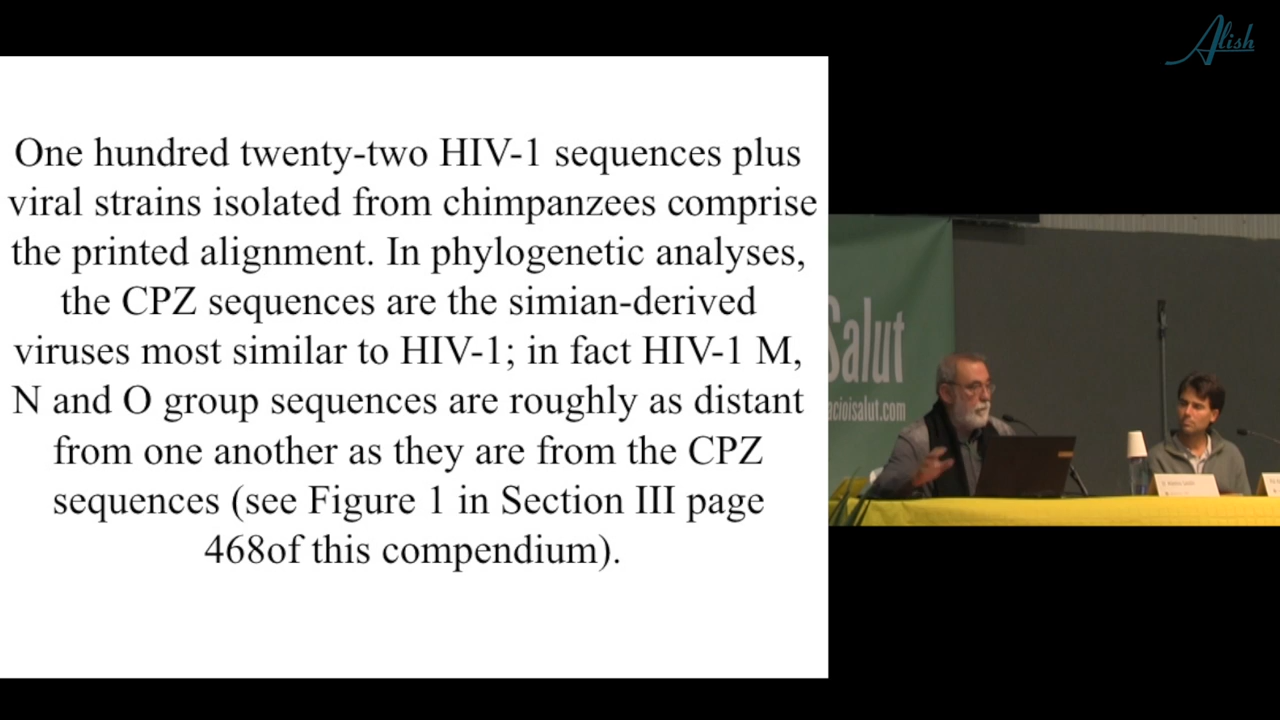 Alish
One hundred twenty-two HIV-1 sequences plus
viral strains isolated from chimpanzees comprise
the printed alignment. In phylogenetic analyses,
the CPZ sequences are the simian-derived
viruses most similar to HIV-1; in fact HIV-1 M,
N and O group sequences are roughly as distant
from one another as they are from the CPZ
sequences (see Figure 1 in Section III page
468of this compendium).
Salut
acioisalut.com